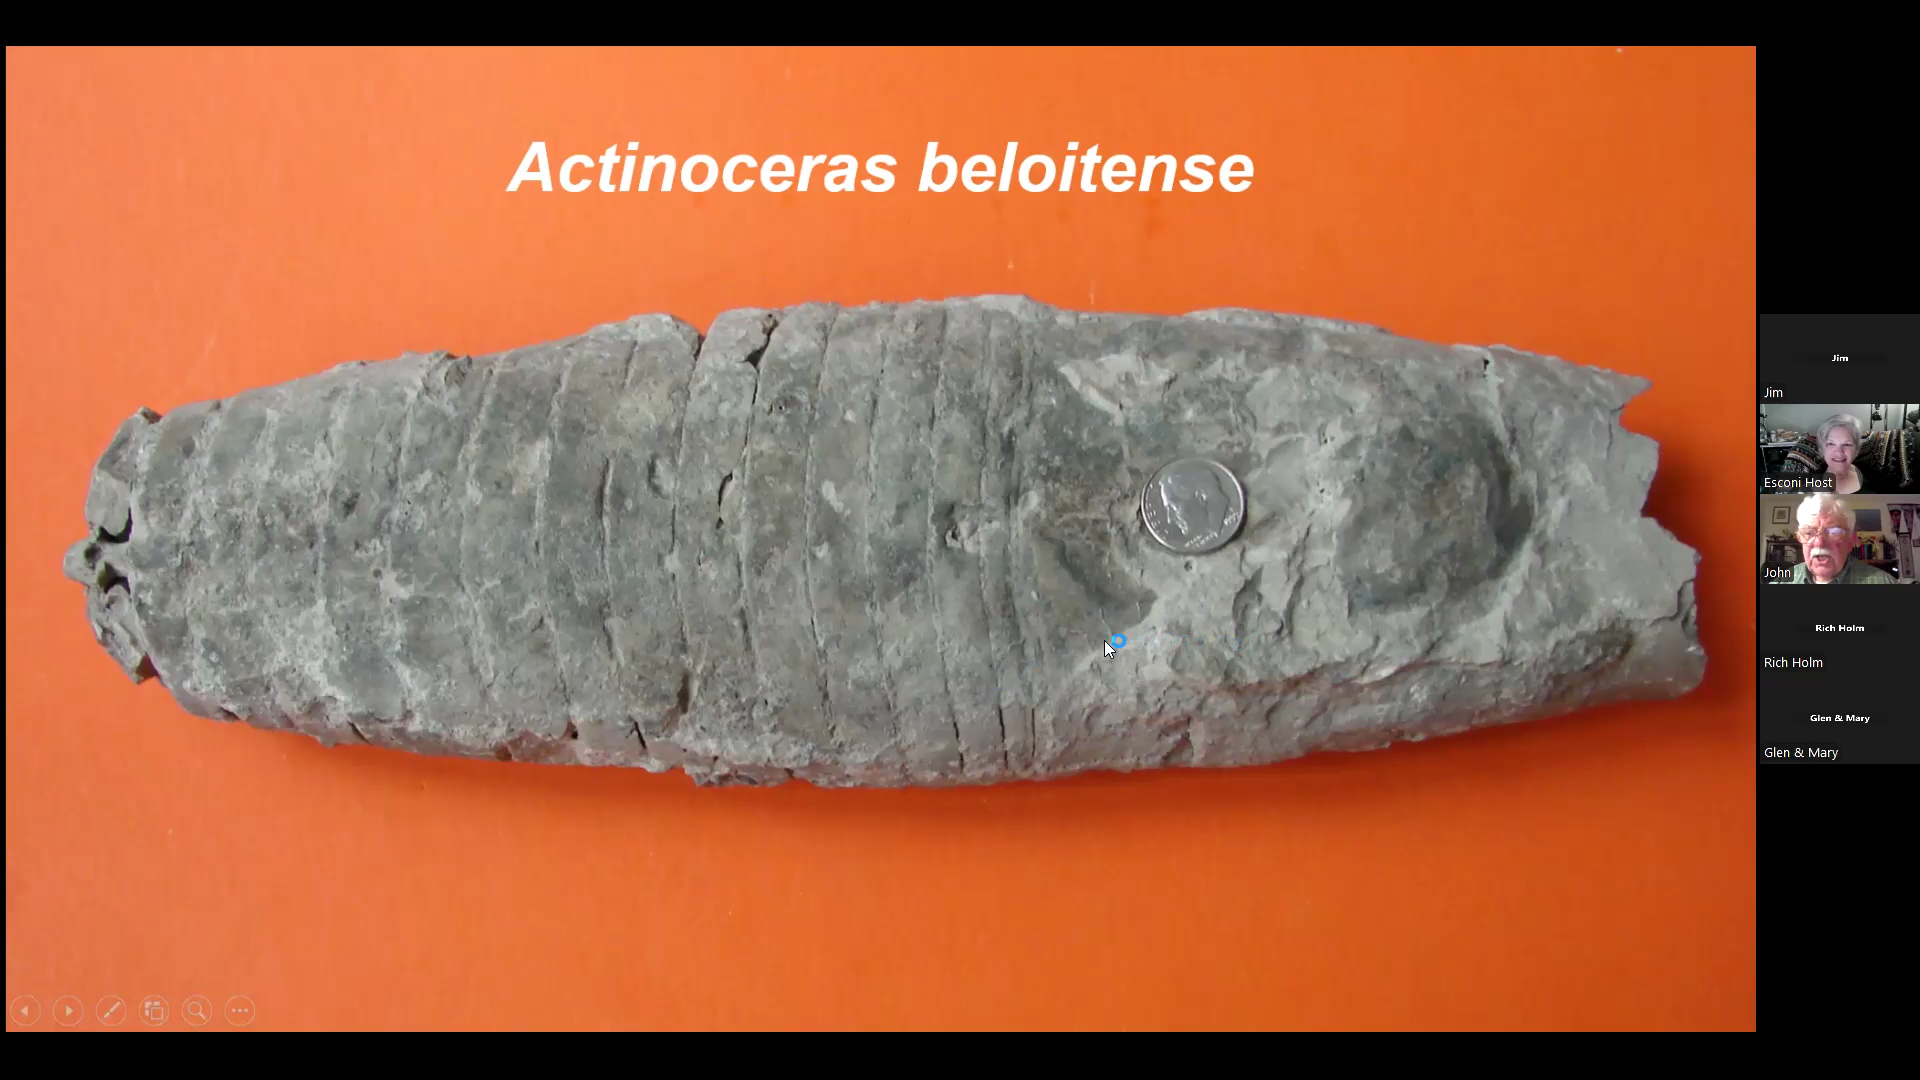 Actinoceras beloitense
Jim
Jim
Esconi Host
John
Rich Holm
Rich Holm
Glen & Mary
Glen & Mary